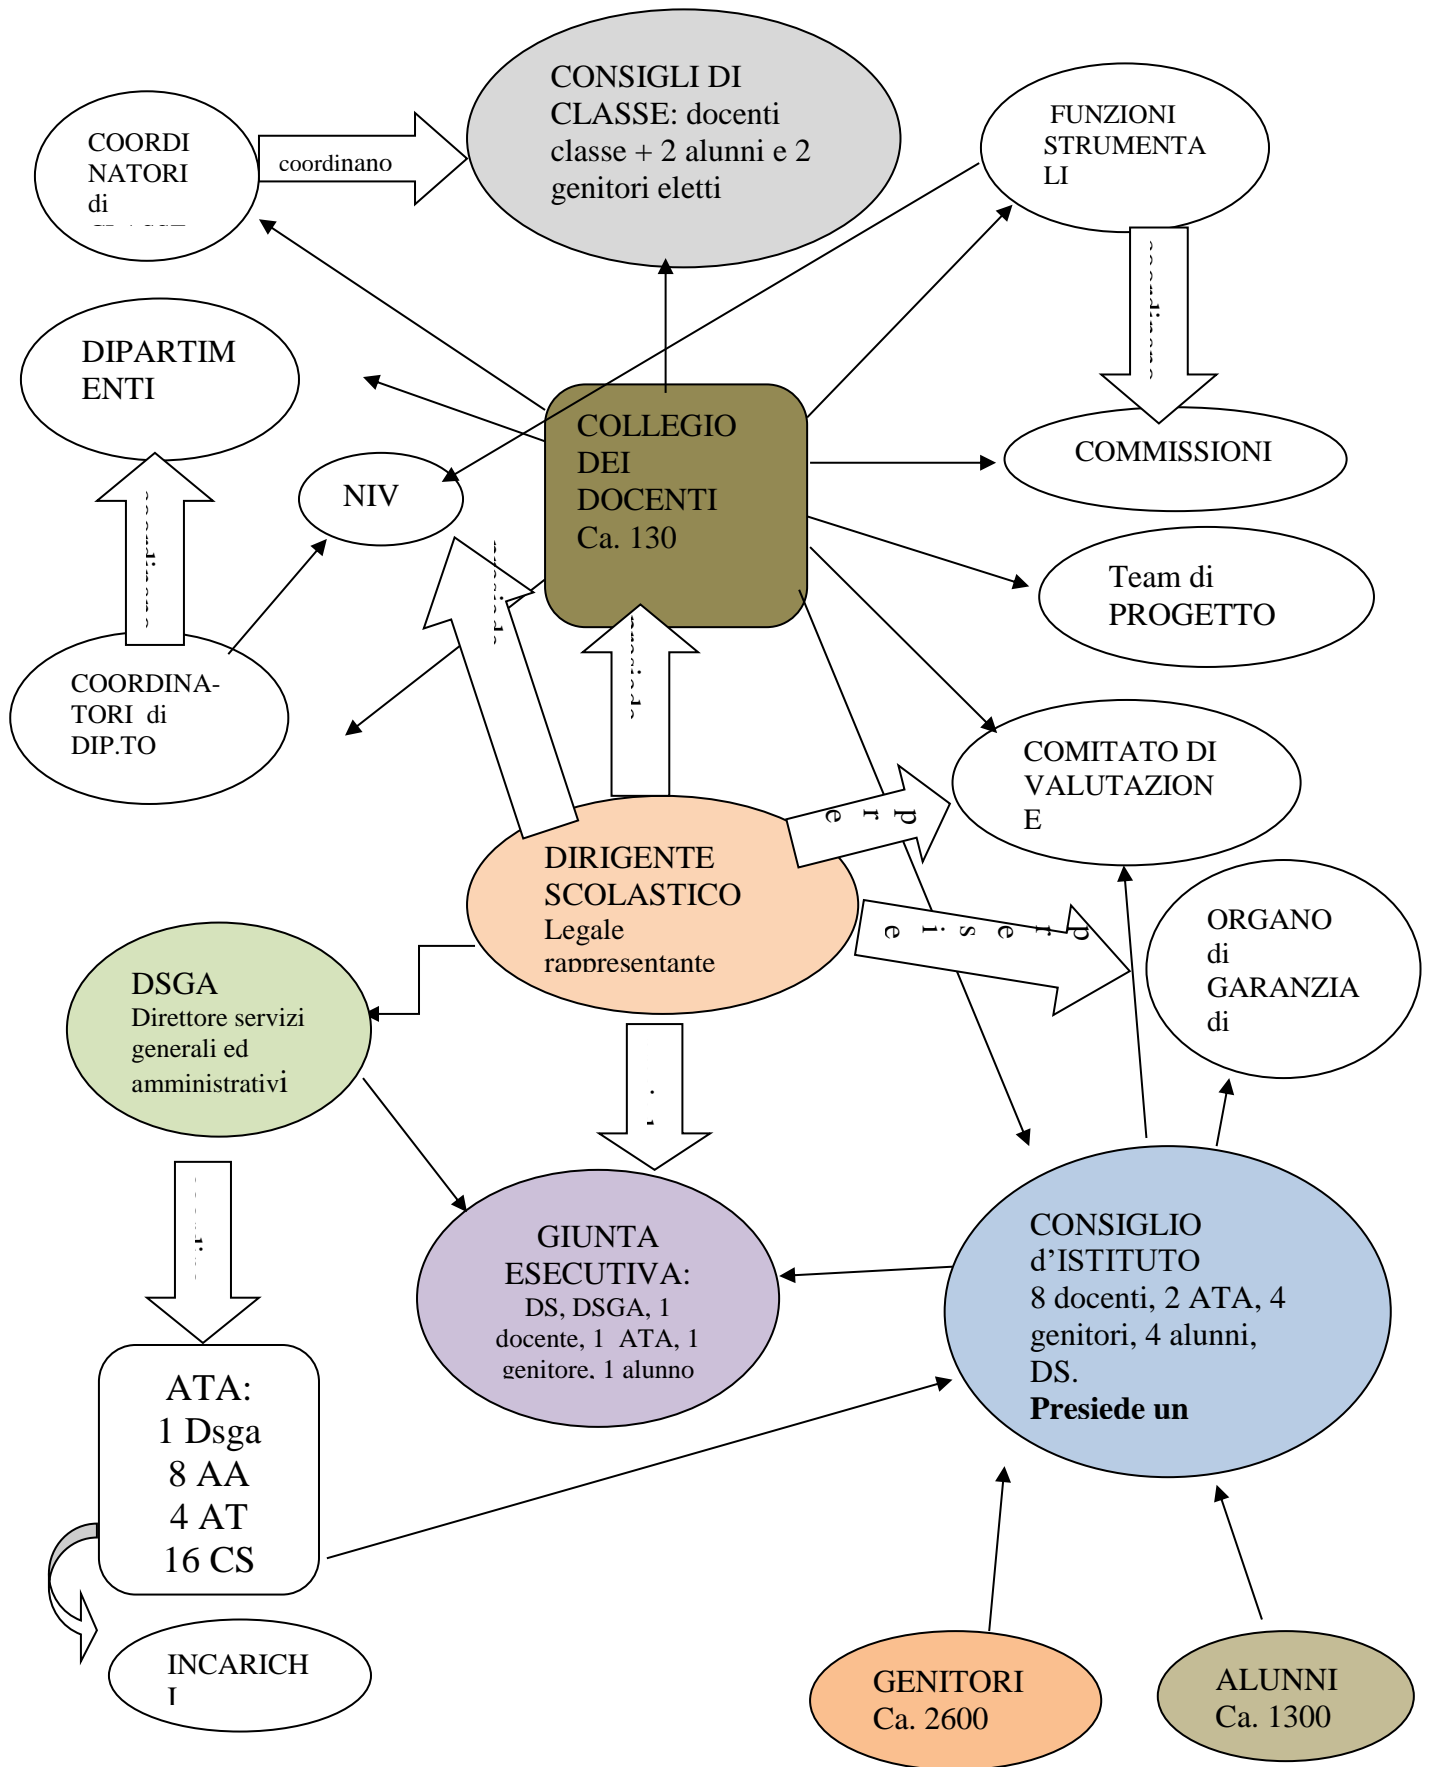 CONSIGLI DI
CLASSE: docenti
classe + 2 alunni e 2
genitori eletti
COORDI
NATORI
di
coordinano
FUNZIONI
STRUMENTA
LI
DIPARTIM
ENTI
COLLEGIO
DEI
DOCENTI
Ca. 130
COMMISSIONI
NIV
Team di
PROGETTO
COORDINA-
TORI di
DIP.TO
COMITATO DI
VALUTAZION
E
p r e
DIRIGENTE
SCOLASTICO
Legale
rappresentante
p r e s i e
ORGANO
di
GARANZIA
di
DSGA
Direttore servizi
generali ed
amministrativi
GIUNTA
ESECUTIVA:
DS, DSGA, 1
docente, 1 ATA, 1
genitore, 1 alunno
CONSIGLIO
d’ISTITUTO
8 docenti, 2 ATA, 4
genitori, 4 alunni,
DS.
Presiede un
ATA:
1 Dsga
8 AA
4 AT
16 CS
INCARICH
I
GENITORI
Ca. 2600
ALUNNI
Ca. 1300